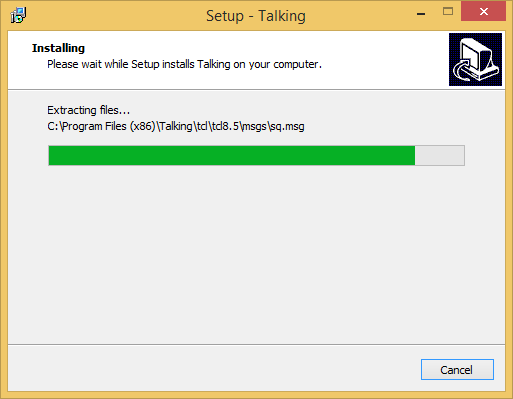 Setup - Talking
Installing
Please wait while Setup installs Talking on your computer.
Extracting files...
C:\Program Files (x86)\Talking\tcl\tcl8.5\msgs\sq.msg
Cancel